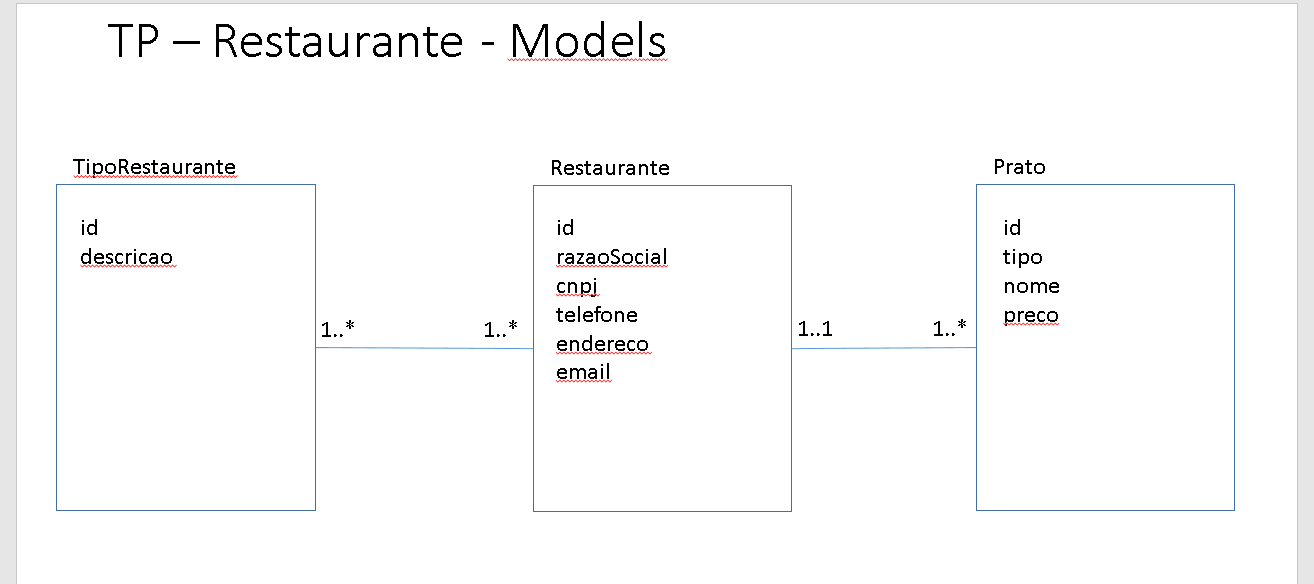 TP – Restaurante - Models
TipoRestaurante
id
descricao
1..*
1..*
Restaurante
id
razaoSocial
cnpj
telefone
endereco
email
1..1
1..*
Prato
id
tipo
nome
preco